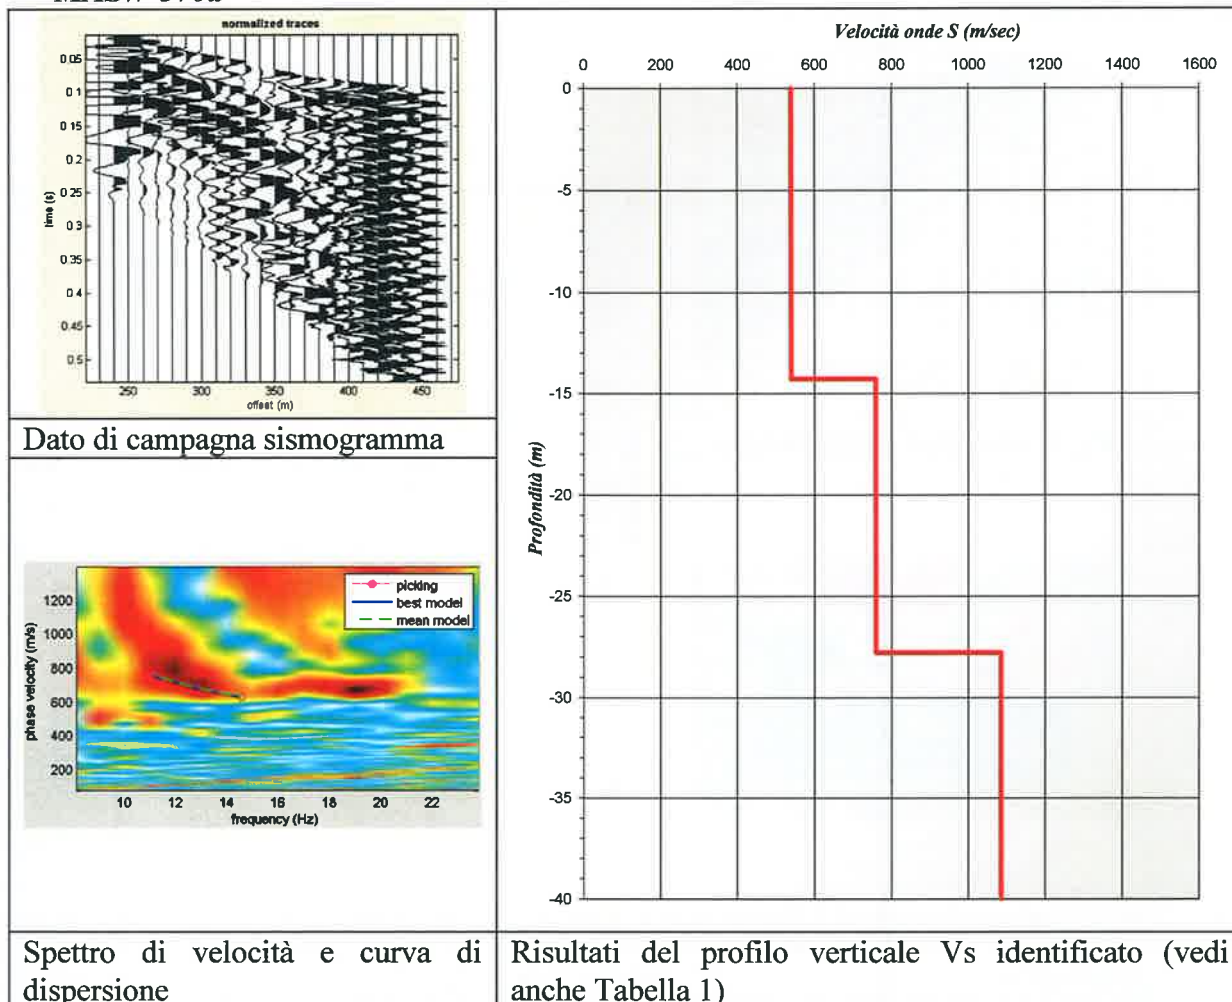 normalized traces
0.05
0.1
0.15
0.2
0.25
0.3
0.35
0.4
0.45
0.5
time (s)
250 300 350 400 450
offset (m)
Dato di campagna sismogramma
picking
best model
mean model
1200
1000
800
600
400
200
phase velocity (m/s)
10 12 14 16 18 20 22
frequency (Hz)
Spettro di velocità e curva di
dispersione
Velocità onde S (m/sec)
0 200 400 600 800 1000 1200 1400 1600
0
-5
-10
-15
-20
-25
-30
-35
-40
Profondità (m)
Risultati del profilo verticale Vs identificato (vedi
anche Tabella 1)